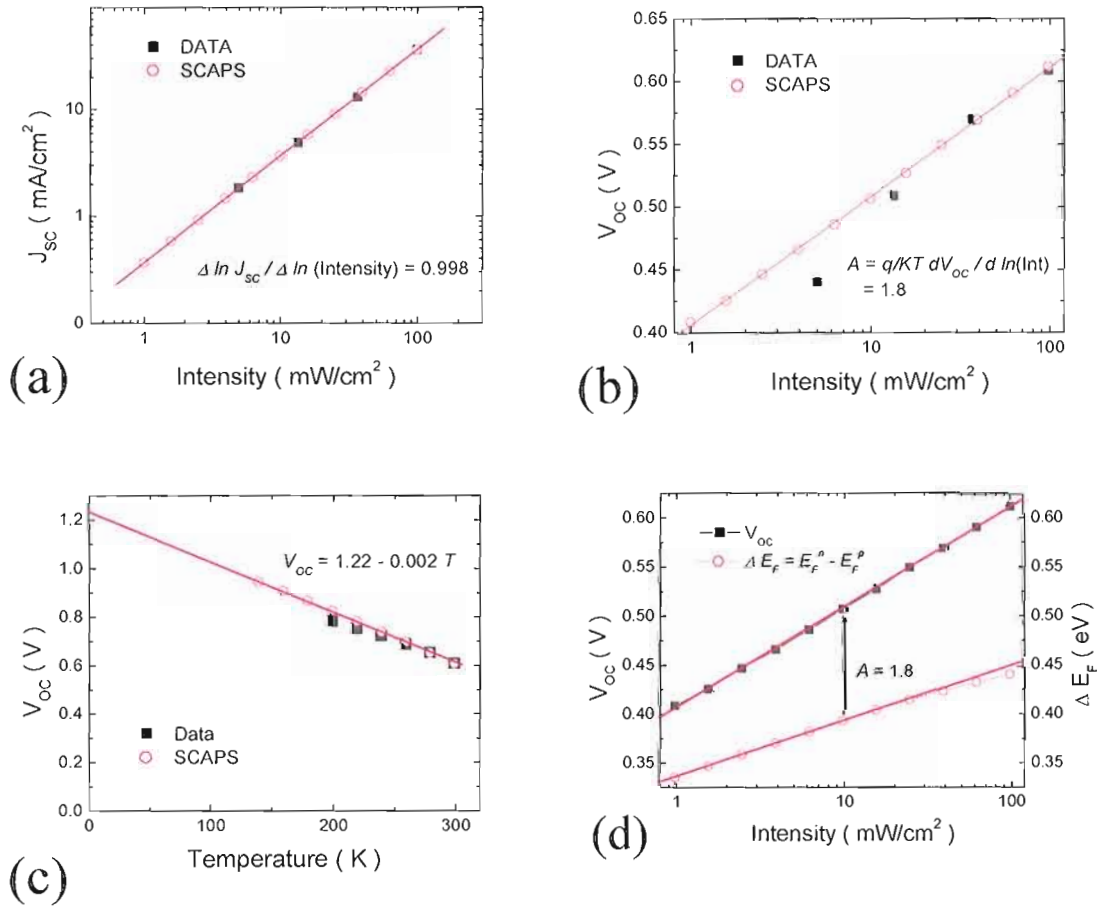 DATA
SCAPS
10
1
0
J_SC ( mA/cm²)
Δ ln J_sc / Δ ln (Intensity) = 0.998
1 10 100
Intensity ( mW/cm²)
(a)
0.65
0.60
0.55
0.50
0.45
0.40
V_OC ( V)
DATA
SCAPS
A = q/KT dV_oc / d ln(Int)
= 1.8
1 10 100
Intensity ( mW/cm²)
(b)
1.2
1.0
0.8
0.6
0.4
0.2
0.0
V_OC ( V )
V_oc = 1.22 - 0.002 T
Data
SCAPS
0 100 200 300
Temperature ( K )
(c)
0.60
0.55
0.50
0.45
0.40
0.35
V_OC ( V )
V_oc
Δ E_F = E_F^n - E_F^p
A = 1.8
0.60
0.55
0.50
0.45
0.40
0.35
Δ E_F ( eV )
1 10 100
Intensity ( mW/cm²)
(d)